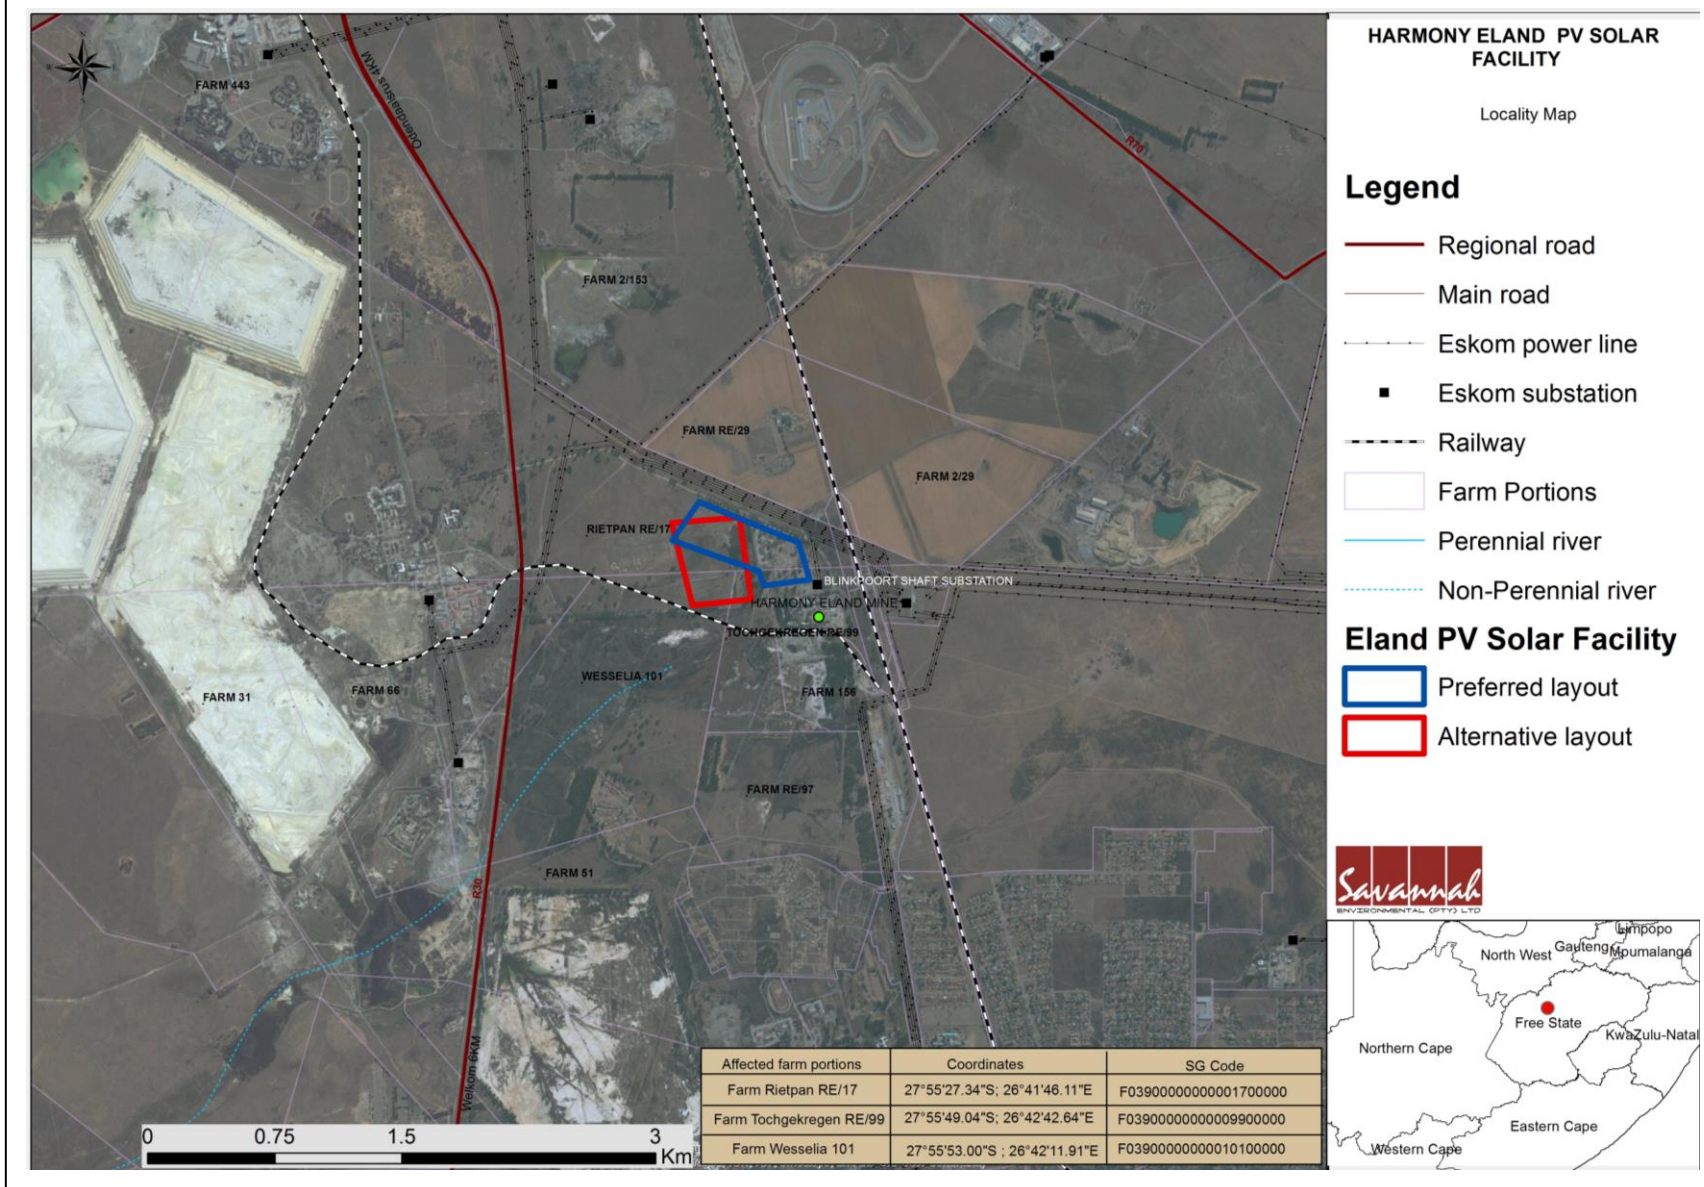 HARMONY ELAND PV SOLAR
FACILITY
Locality Map
Legend
Regional road
Main road
Eskom power line
Eskom substation
Railway
Farm Portions
Perennial river
Non-Perennial river
Eland PV Solar Facility
Preferred layout
Alternative layout
Savannah
ENVIRONMENTAL (PTY) LTD
FARM 443
Odendaalsrus 4KM
R70
FARM 2/153
FARM RE/29
FARM 2/29
RIETPAN RE/17
BLINKPOORT SHAFT SUBSTATION
HARMONY ELAND MINE
TOCHGEKREGEN RE/99
WESSELIA 101
FARM 31
FARM 66
FARM 156
FARM RE/97
FARM 51
R30
Welkom 6KM
0 0.75 1.5 3
Km
Affected farm portions Coordinates SG Code
Farm Rietpan RE/17 27°55'27.34"S; 26°41'46.11"E F03900000000001700000
Farm Tochgekregen RE/99 27°55'49.04"S; 26°42'42.64"E F03900000000009900000
Farm Wesselia 101 27°55'53.00"S ; 26°42'11.91"E F03900000000010100000
Limpopo
North West
Gauteng
Mpumalanga
Free State
KwaZulu-Natal
Northern Cape
Eastern Cape
Western Cape